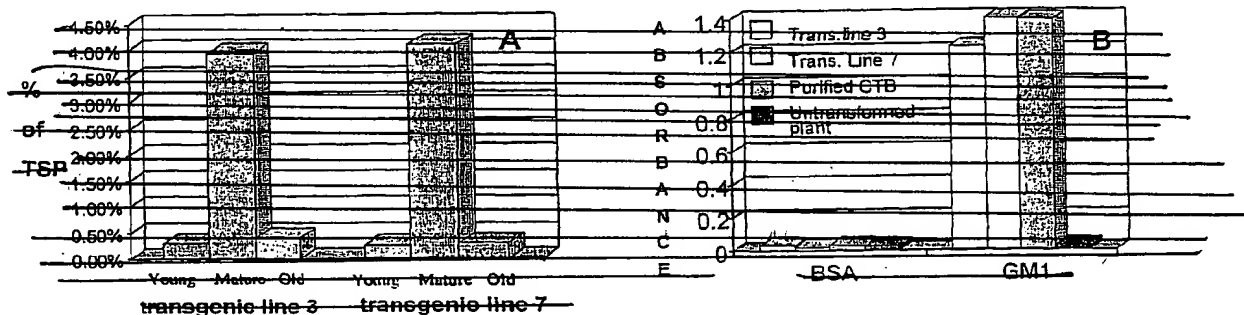 A
4.50%
4.00%
3.50%
3.00%
2.50%
2.00%
1.50%
1.00%
0.50%
0.00%
% of TSP
Young Mature Old Young Mature Old
transgenic line 3 transgenic line 7
B
ABSORBANCE
1.4
1.2
1
0.8
0.6
0.4
0.2
0
Trans.line 3
Trans. Line 7
Purified CTB
Untransformed
plant
BSA GM1